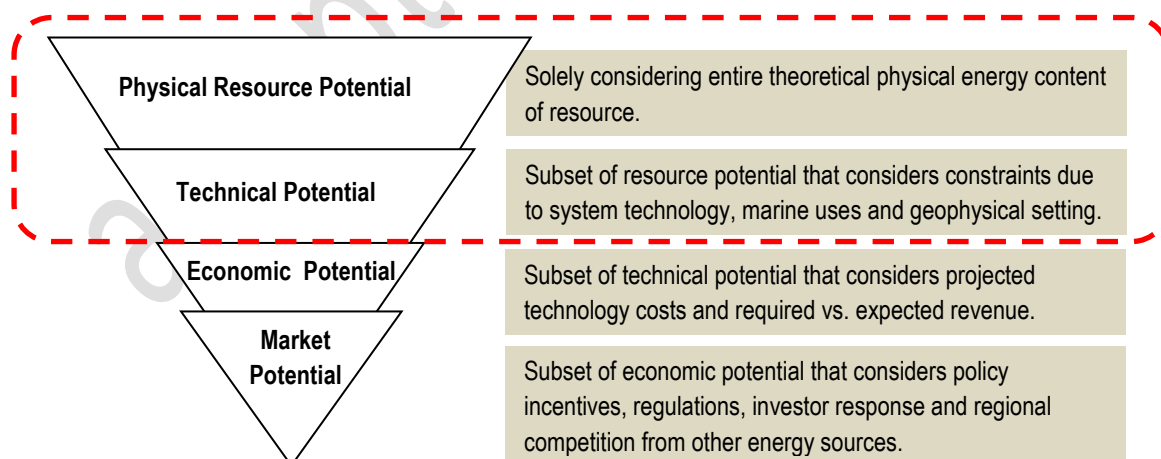 Physical Resource Potential
Solely considering entire theoretical physical energy content
of resource.
Technical Potential
Subset of resource potential that considers constraints due
to system technology, marine uses and geophysical setting.
Economic Potential
Subset of technical potential that considers projected
technology costs and required vs. expected revenue.
Market
Potential
Subset of economic potential that considers policy
incentives, regulations, investor response and regional
competition from other energy sources.